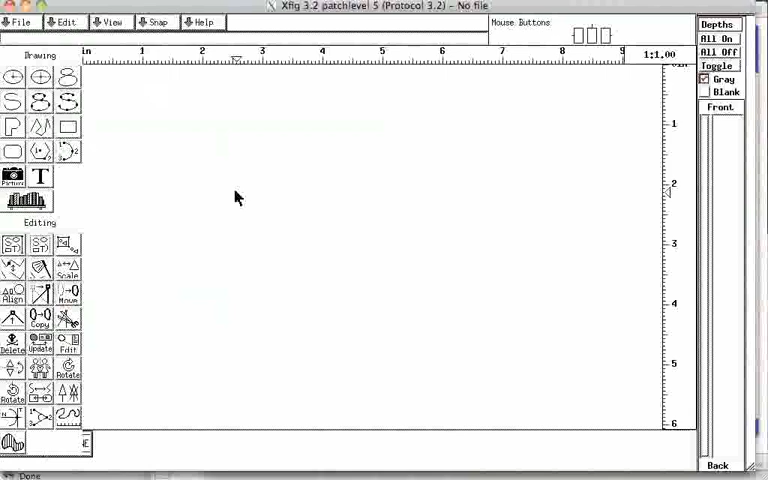 Xfig 3.2 patchlevel 5 (Protocol 3.2) – No file
File Edit View Snap Help
Mouse Buttons
Depths
All On
All Off
Toggle
Gray
Blank
Front
Back
Drawing
in 1 2 3 4 5 6 7 8 9
1:1.00
1
2
3
4
5
6
Picture
T
Editing
Scale
Align
Move
Copy
Delete
Update
Edit
Rotate
Rotate
E
Done